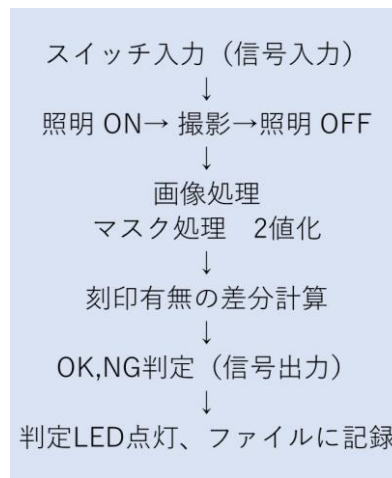 スイッチ入力（信号入力）
↓
照明 ON→ 撮影→照明 OFF
↓
画像処理
マスク処理　2値化
↓
刻印有無の差分計算
↓
OK,NG判定（信号出力）
↓
判定LED点灯、ファイルに記録